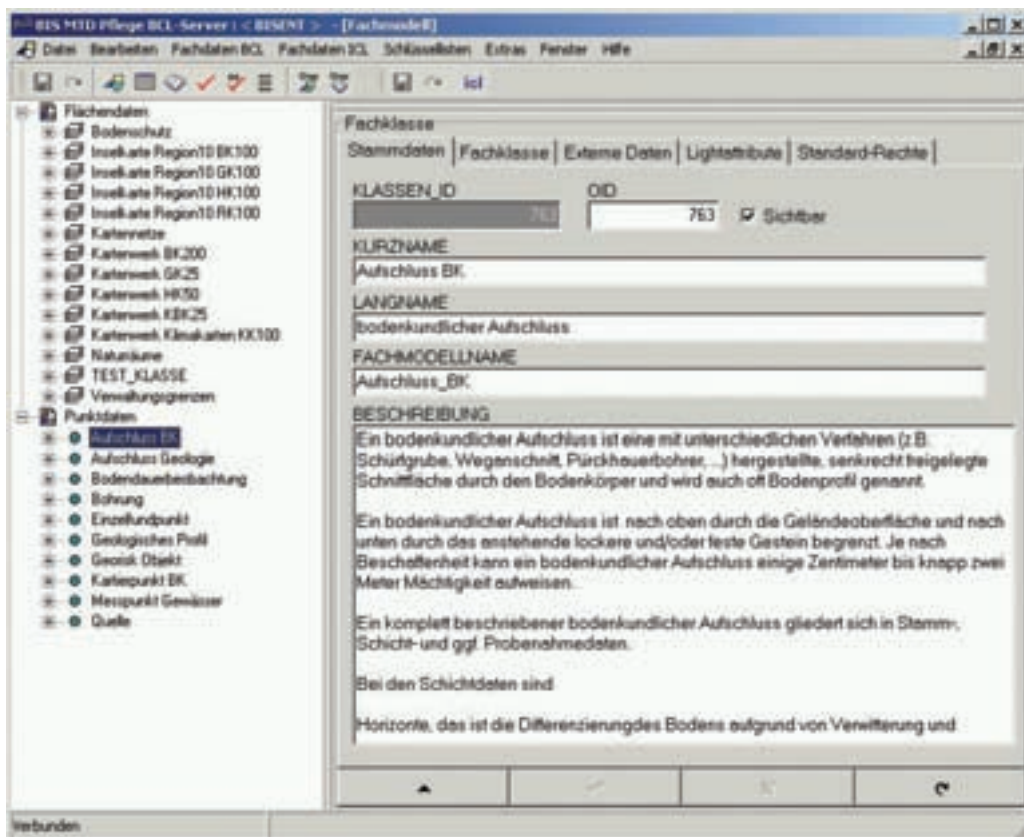 BIS MTD Pflege BCL-Server : < BISENT > - [Fachmodell]
Datei Bearbeiten Fachdaten BCL Fachdaten ICL Schlüssellisten Extras Fenster Hilfe
icl
Flächendaten
Bodenschutz
Inselkarte Region10 BK100
Inselkarte Region10 GK100
Inselkarte Region10 HK100
Inselkarte Region10 RK100
Kartennetze
Kartenwerk BK200
Kartenwerk GK25
Kartenwerk HK50
Kartenwerk KBK25
Kartenwerk Klimakarten KK100
Naturräume
TEST_KLASSE
Verwaltungsgrenzen
Punktdaten
Aufschluss BK
Aufschluss Geologie
Bodendauerbeobachtung
Bohrung
Einzelfundpunkt
Geologisches Profil
Georisk Objekt
Kartierpunkt BK
Messpunkt Gewässer
Quelle
Fachklasse
Stammdaten Fachklasse Externe Daten Lightattribute Standard-Rechte
KLASSEN_ID OID
763 763 Sichtbar
KURZNAME
Aufschluss BK
LANGNAME
bodenkundlicher Aufschluss
FACHMODELLNAME
Aufschluss_BK
BESCHREIBUNG
Ein bodenkundlicher Aufschluss ist eine mit unterschiedlichen Verfahren (z.B.
Schürfgrube, Weganschnitt, Pürckhauerbohrer, ...) hergestellte, senkrecht freigelegte
Schnittfläche durch den Bodenkörper und wird auch oft Bodenprofil genannt.
Ein bodenkundlicher Aufschluss ist nach oben durch die Geländeoberfläche und nach
unten durch das anstehende lockere und/oder feste Gestein begrenzt. Je nach
Beschaffenheit kann ein bodenkundlicher Aufschluss einige Zentimeter bis knapp zwei
Meter Mächtigkeit aufweisen.
Ein komplett beschriebener bodenkundlicher Aufschluss gliedert sich in Stamm-,
Schicht- und ggf. Probenahmedaten.
Bei den Schichtdaten sind
Horizonte, das ist die Differenzierungdes Bodens aufgrund von Verwitterung und
Verbunden